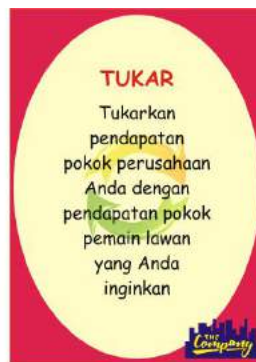 TUKAR
Tukarkan
pendapatan
pokok perusahaan
Anda dengan
pendapatan pokok
pemain lawan
yang Anda
inginkan
THE
Company